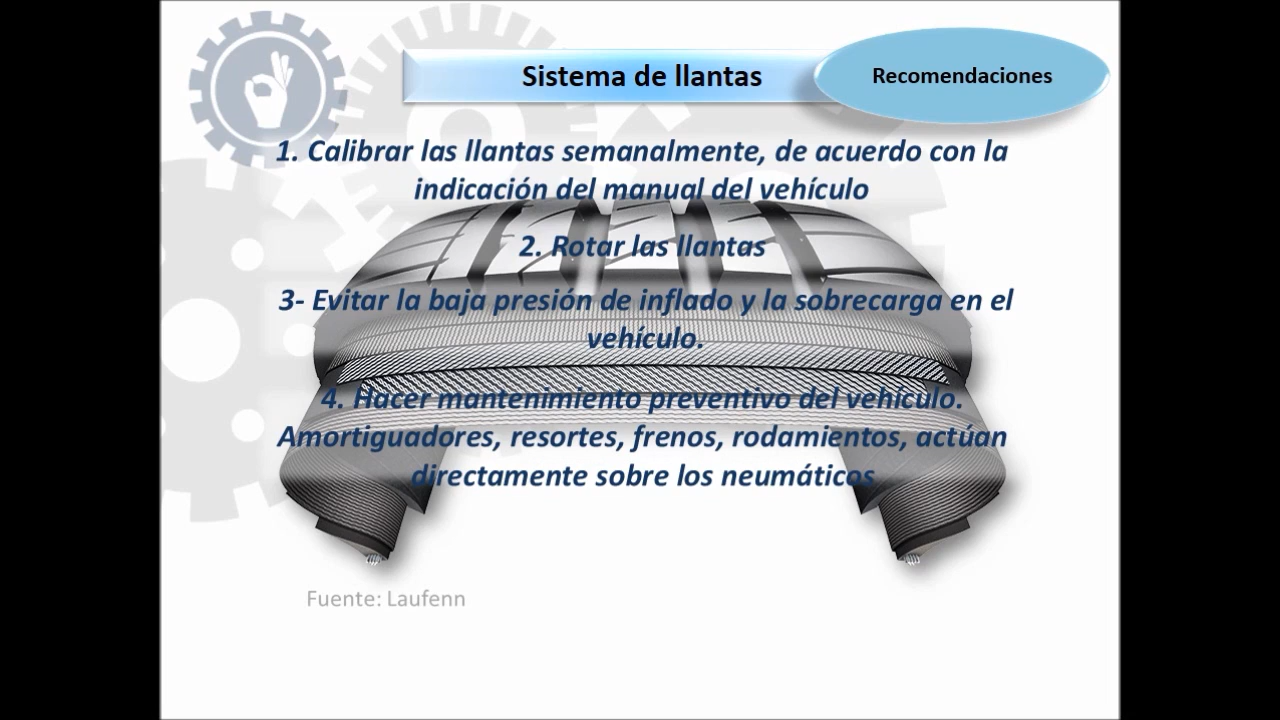 Sistema de llantas
Recomendaciones
1. Calibrar las llantas semanalmente, de acuerdo con la
indicación del manual del vehículo
2. Rotar las llantas
3- Evitar la baja presión de inflado y la sobrecarga en el
vehículo.
4. Hacer mantenimiento preventivo del vehículo.
Amortiguadores, resortes, frenos, rodamientos, actúan
directamente sobre los neumáticos
Fuente: Laufenn